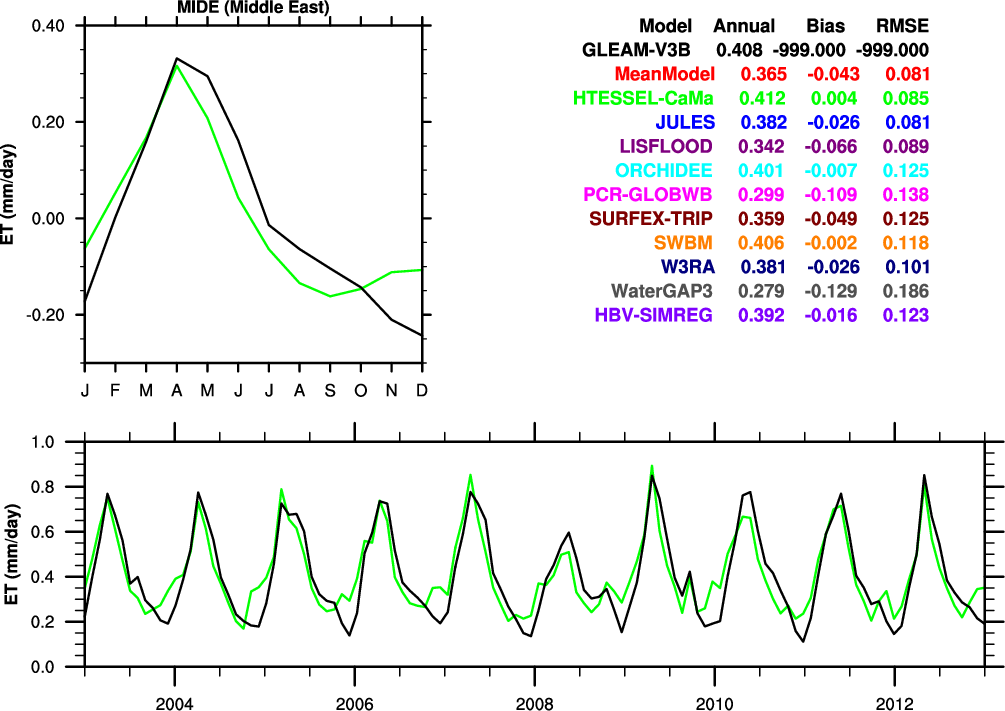 MIDE (Middle East)
0.40
0.20
0.00
-0.20
ET (mm/day)
J F M A M J J A S O N D
Model Annual Bias RMSE
GLEAM-V3B 0.408 -999.000 -999.000
MeanModel 0.365 -0.043 0.081
HTESSEL-CaMa 0.412 0.004 0.085
JULES 0.382 -0.026 0.081
LISFLOOD 0.342 -0.066 0.089
ORCHIDEE 0.401 -0.007 0.125
PCR-GLOBWB 0.299 -0.109 0.138
SURFEX-TRIP 0.359 -0.049 0.125
SWBM 0.406 -0.002 0.118
W3RA 0.381 -0.026 0.101
WaterGAP3 0.279 -0.129 0.186
HBV-SIMREG 0.392 -0.016 0.123
1.0
0.8
0.6
0.4
0.2
0.0
ET (mm/day)
2004 2006 2008 2010 2012